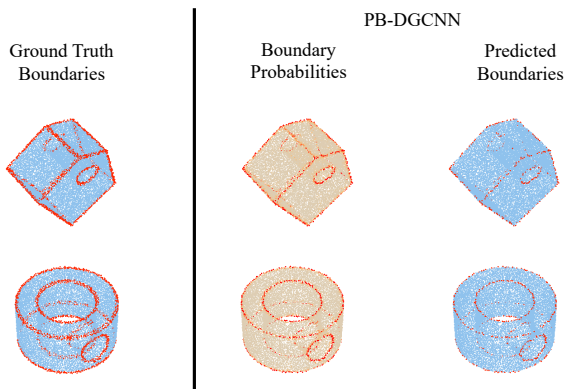 PB-DGCNN
Ground Truth
Boundaries
Boundary
Probabilities
Predicted
Boundaries